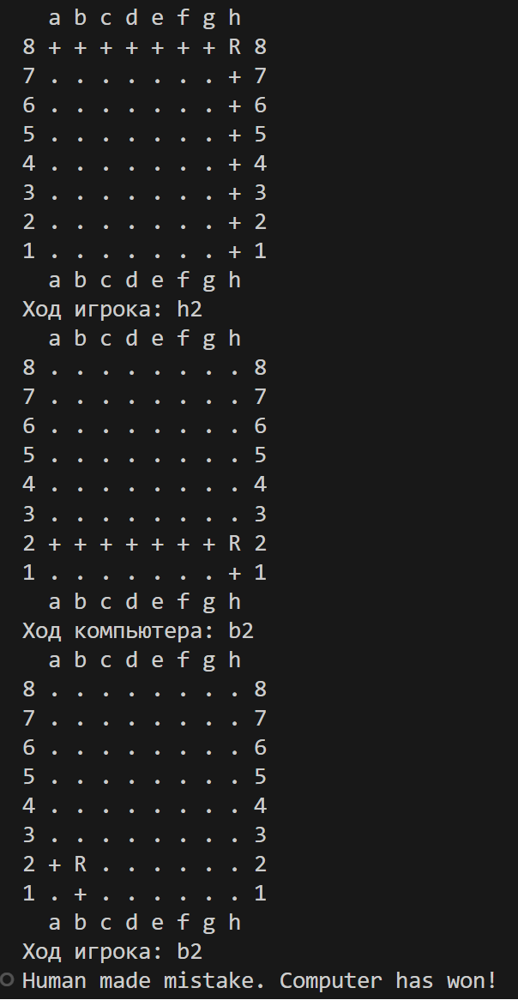 a b c d e f g h
8 + + + + + + + R 8
7 . . . . . . . + 7
6 . . . . . . . + 6
5 . . . . . . . + 5
4 . . . . . . . + 4
3 . . . . . . . + 3
2 . . . . . . . + 2
1 . . . . . . . + 1
a b c d e f g h
Ход игрока: h2
a b c d e f g h
8 . . . . . . . . 8
7 . . . . . . . . 7
6 . . . . . . . . 6
5 . . . . . . . . 5
4 . . . . . . . . 4
3 . . . . . . . . 3
2 + + + + + + + R 2
1 . . . . . . . + 1
a b c d e f g h
Ход компьютера: b2
a b c d e f g h
8 . . . . . . . . 8
7 . . . . . . . . 7
6 . . . . . . . . 6
5 . . . . . . . . 5
4 . . . . . . . . 4
3 . . . . . . . . 3
2 + R . . . . . . 2
1 . + . . . . . . 1
a b c d e f g h
Ход игрока: b2
Human made mistake. Computer has won!